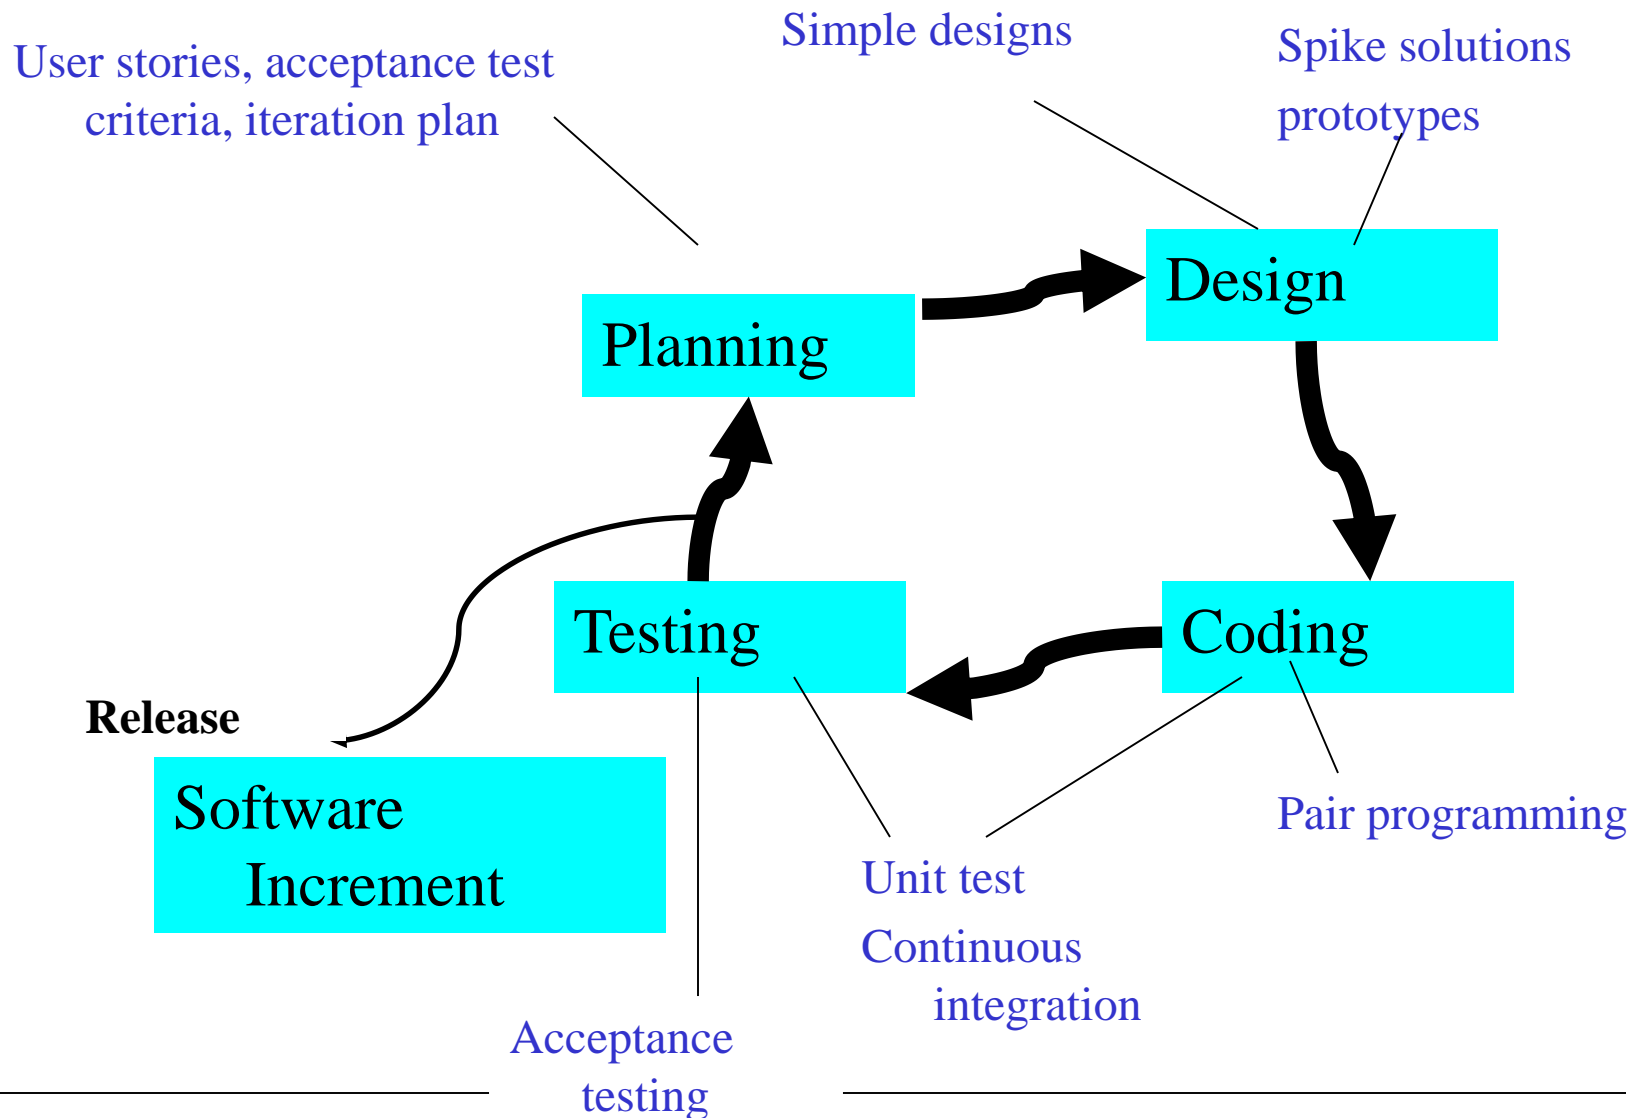 Simple designs
User stories, acceptance test
criteria, iteration plan
Spike solutions
prototypes
Design
Planning
Testing
Coding
Release
Software
Increment
Pair programming
Unit test
Continuous
integration
Acceptance
testing